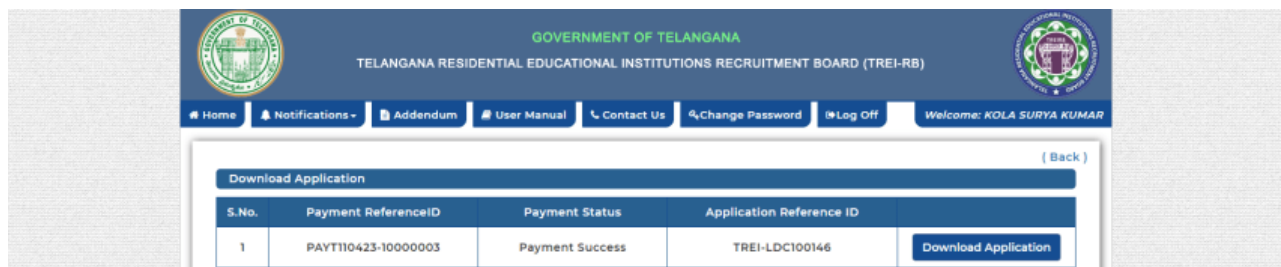 GOVERNMENT OF TELANGANA
TELANGANA RESIDENTIAL EDUCATIONAL INSTITUTIONS RECRUITMENT BOARD (TREI-RB)
Home Notifications Addendum User Manual Contact Us Change Password Log Off Welcome: KOLA SURYA KUMAR
( Back )
Download Application
S.No. Payment ReferenceID Payment Status Application Reference ID
1 PAYT110423-10000003 Payment Success TREI-LDC100146 Download Application